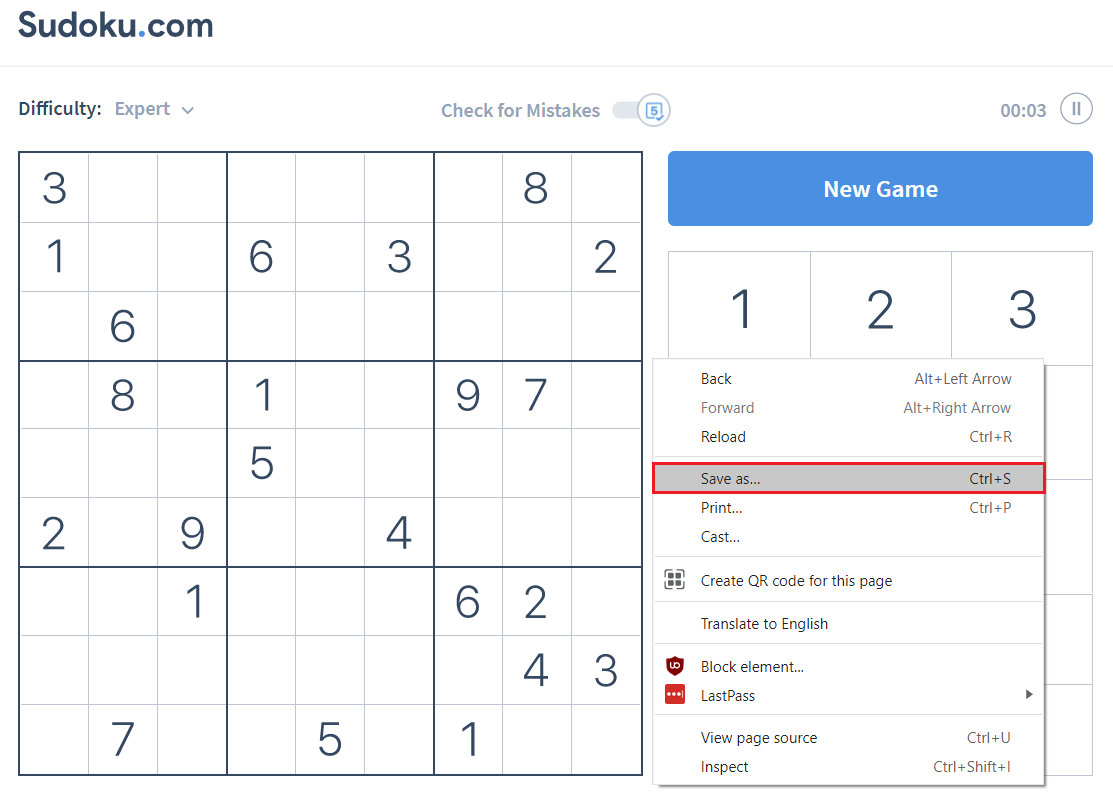 Sudoku.com
Difficulty: Expert
Check for Mistakes
5
00:03
3 8
1 6 3 2
6
8 1 9 7
5
2 9 4
1 6 2
4 3
7 5 1
New Game
1 2 3
Back Alt+Left Arrow
Forward Alt+Right Arrow
Reload Ctrl+R
Save as... Ctrl+S
Print... Ctrl+P
Cast...
Create QR code for this page
Translate to English
Block element...
LastPass
View page source Ctrl+U
Inspect Ctrl+Shift+I